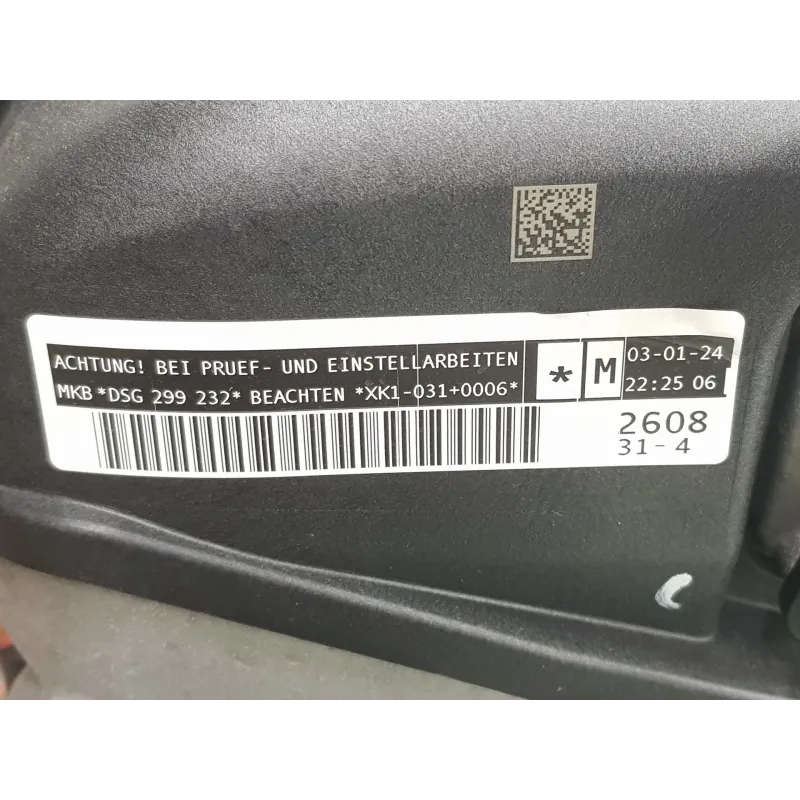 ACHTUNG! BEI PRUEF- UND EINSTELLARBEITEN
MKB *DSG 299 232* BEACHTEN *XK1-031+0006*
* M
03-01-24
22:25 06
2608
31-4